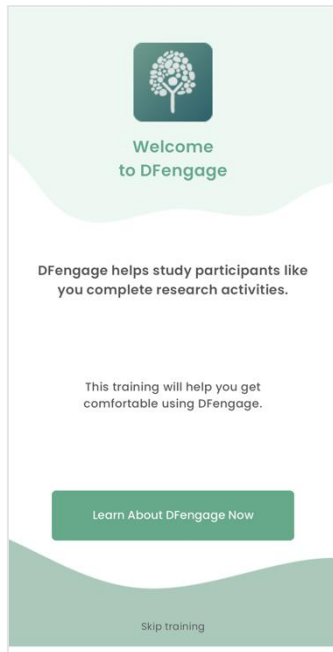 Welcome
to DFengage
DFengage helps study participants like
you complete research activities.
This training will help you get
comfortable using DFengage.
Learn About DFengage Now
Skip training